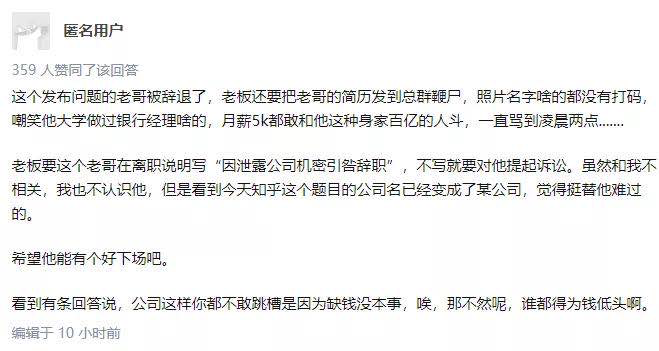 匿名用户
359 人赞同了该回答
这个发布问题的老哥被辞退了，老板还要把老哥的简历发到总群鞭尸，照片名字啥的都没有打码，
嘲笑他大学做过银行经理啥的，月薪5k都敢和他这种身家百亿的人斗，一直骂到凌晨两点.......
老板要这个老哥在离职说明写“因泄露公司机密引咎辞职”，不写就要对他提起诉讼。虽然和我不
相关，我也不认识他，但是看到今天知乎这个题目的公司名已经变成了某公司，觉得挺替他难过
的。
希望他能有个好下场吧。
看到有条回答说，公司这样你都不敢跳槽是因为缺钱没本事，唉，那不然呢，谁都得为钱低头啊。
编辑于 10 小时前